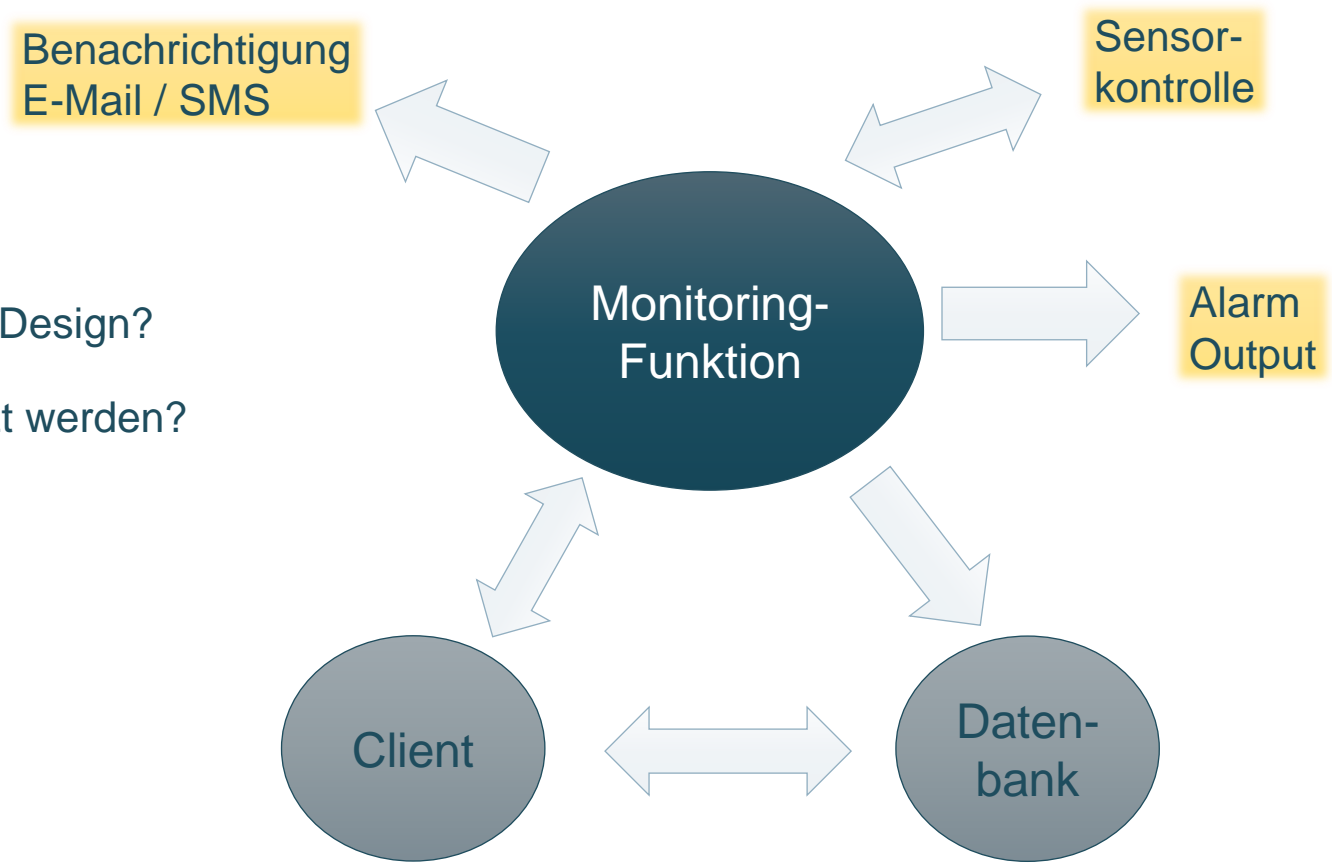 Benachrichtigung
E-Mail / SMS
Sensor-
kontrolle
Monitoring-
Funktion
Alarm
Output
Design?
werden?
Client
Daten-
bank